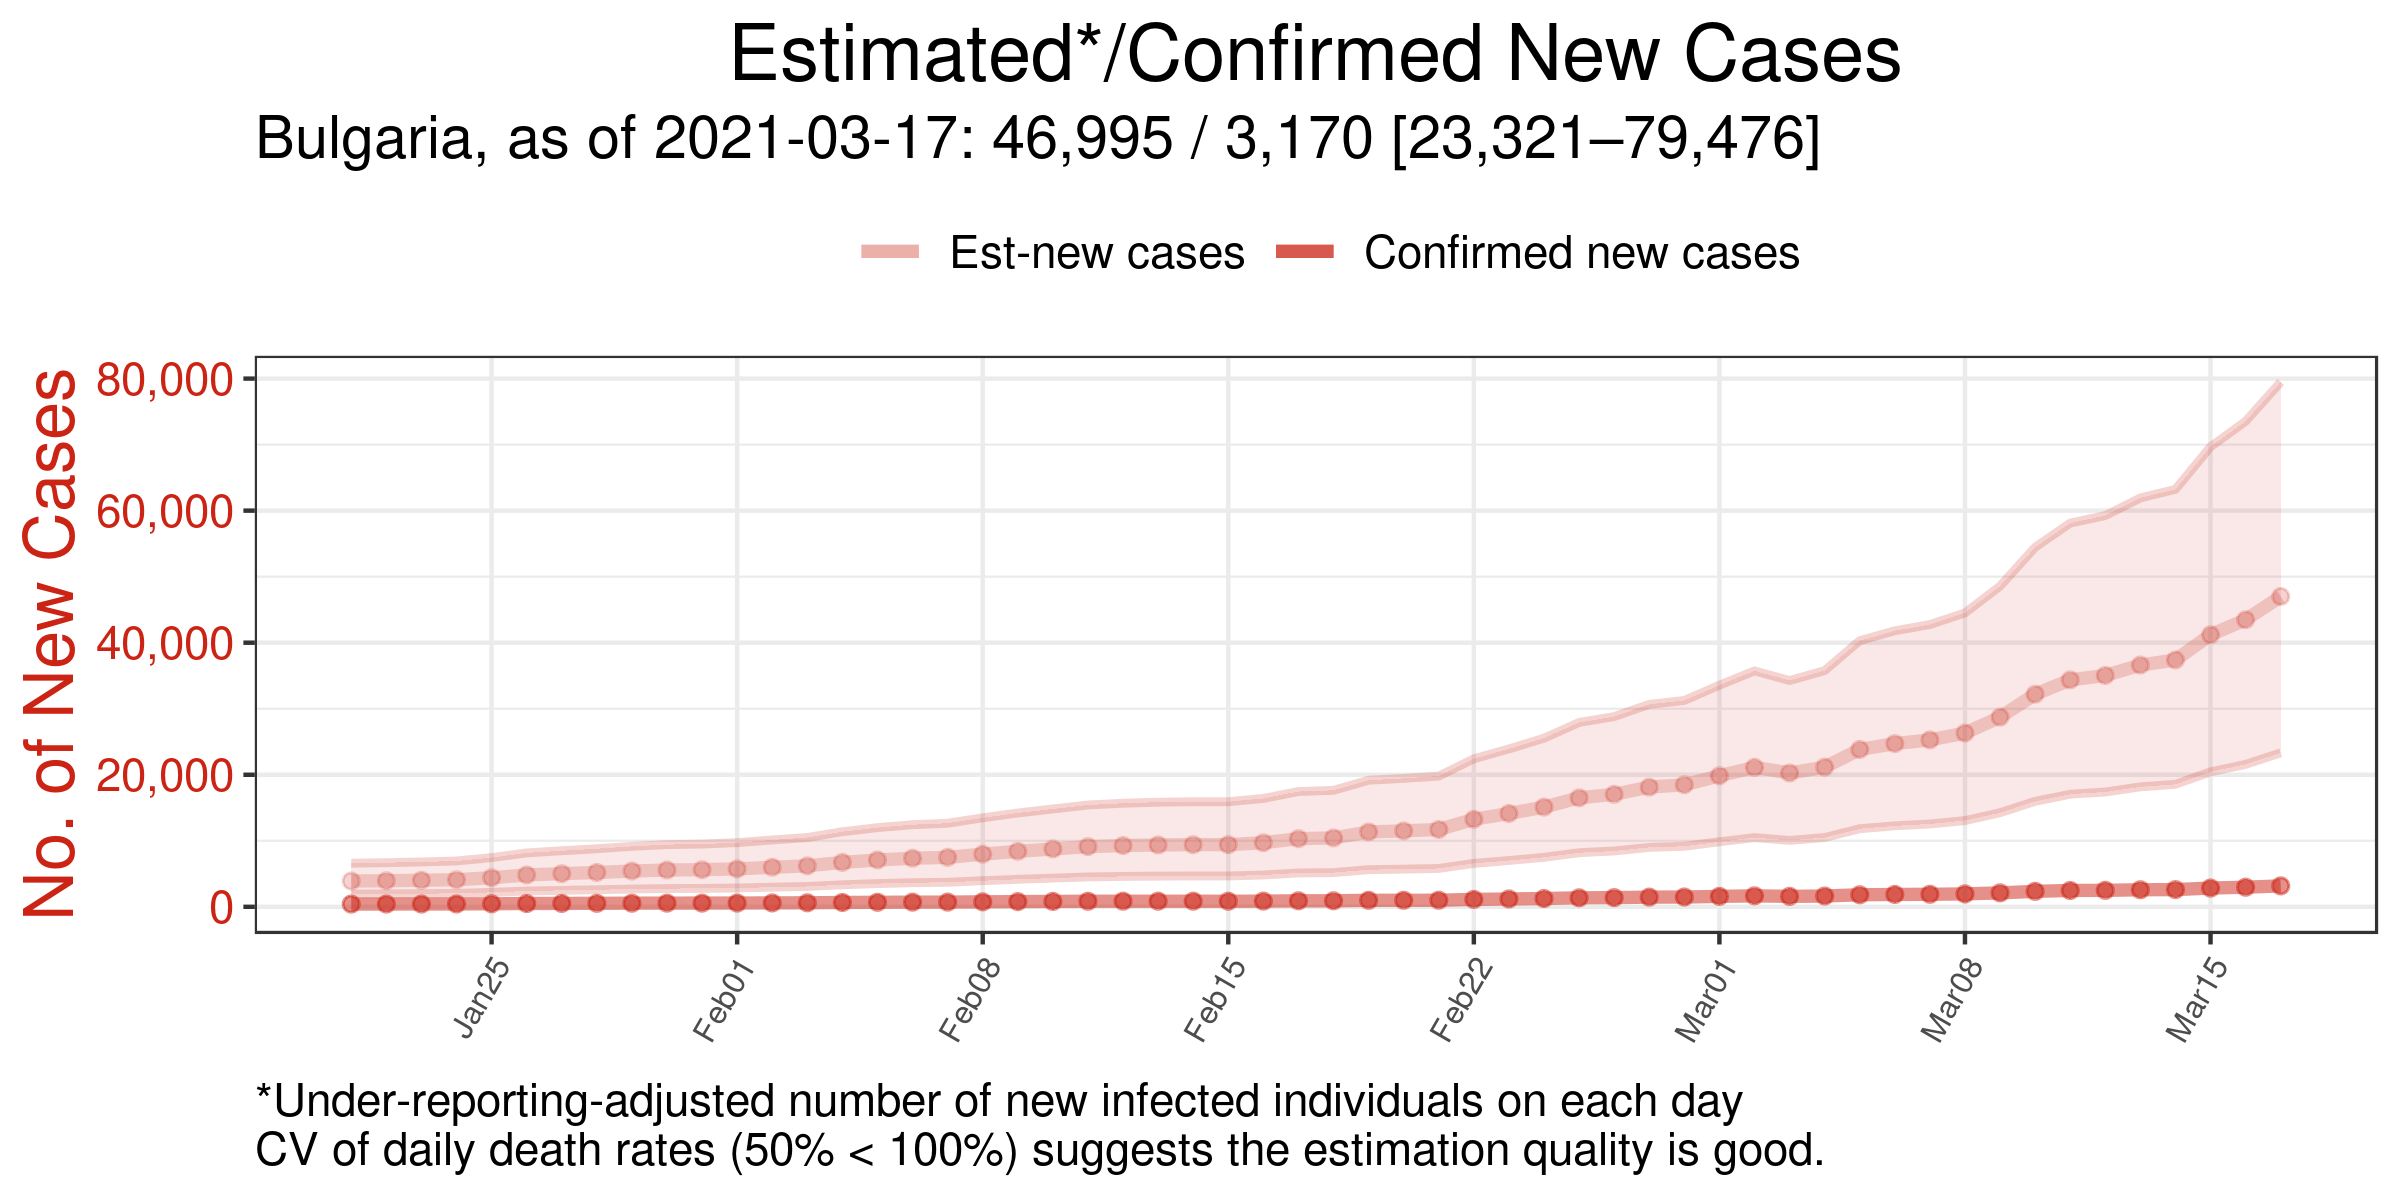 Estimated*/Confirmed New Cases
Bulgaria, as of 2021-03-17: 46,995 / 3,170 [23,321–79,476]
Est-new cases
Confirmed new cases
No. of New Cases
80,000
60,000
40,000
20,000
0
Jan25
Feb01
Feb08
Feb15
Feb22
Mar01
Mar08
Mar15
*Under-reporting-adjusted number of new infected individuals on each day
CV of daily death rates (50% < 100%) suggests the estimation quality is good.